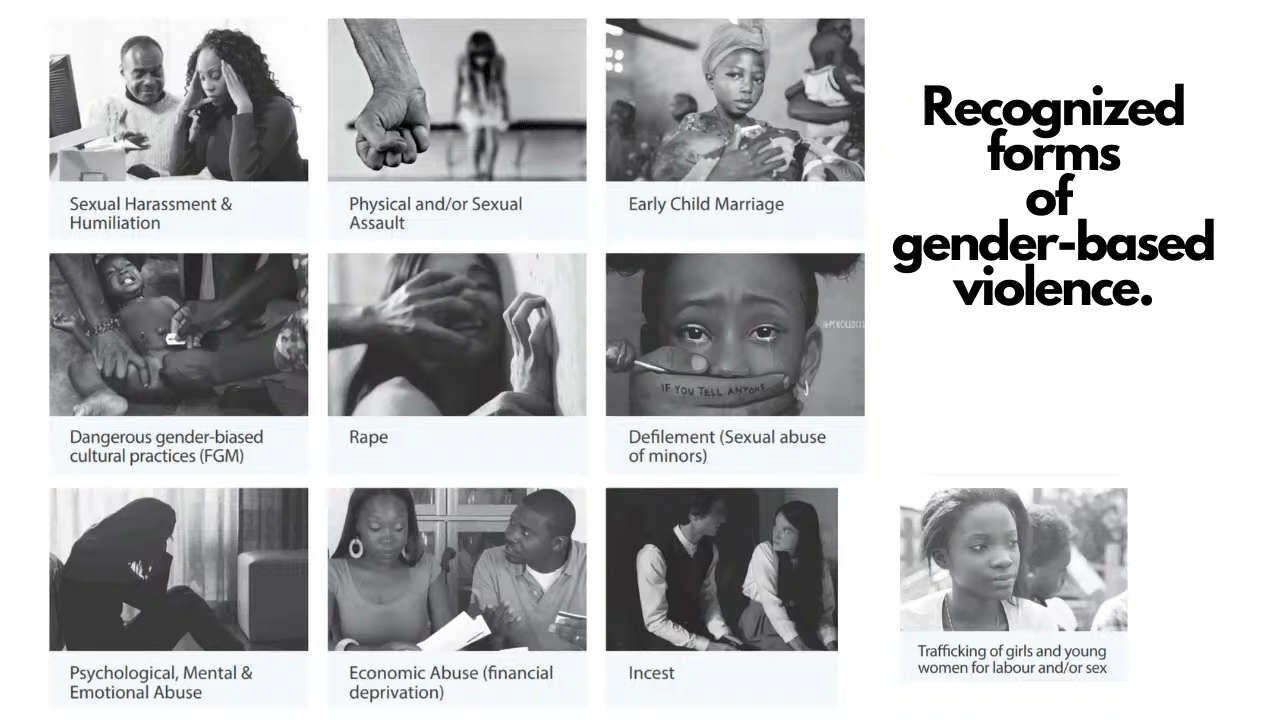 Recognized
forms
of
gender-based
violence.
Sexual Harassment &
Humiliation
Physical and/or Sexual
Assault
Early Child Marriage
Dangerous gender-biased
cultural practices (FGM)
Rape
@PENCILEDCEL
IF YOU TELL ANYONE
Defilement (Sexual abuse
of minors)
Psychological, Mental &
Emotional Abuse
Economic Abuse (financial
deprivation)
Incest
Trafficking of girls and young
women for labour and/or sex